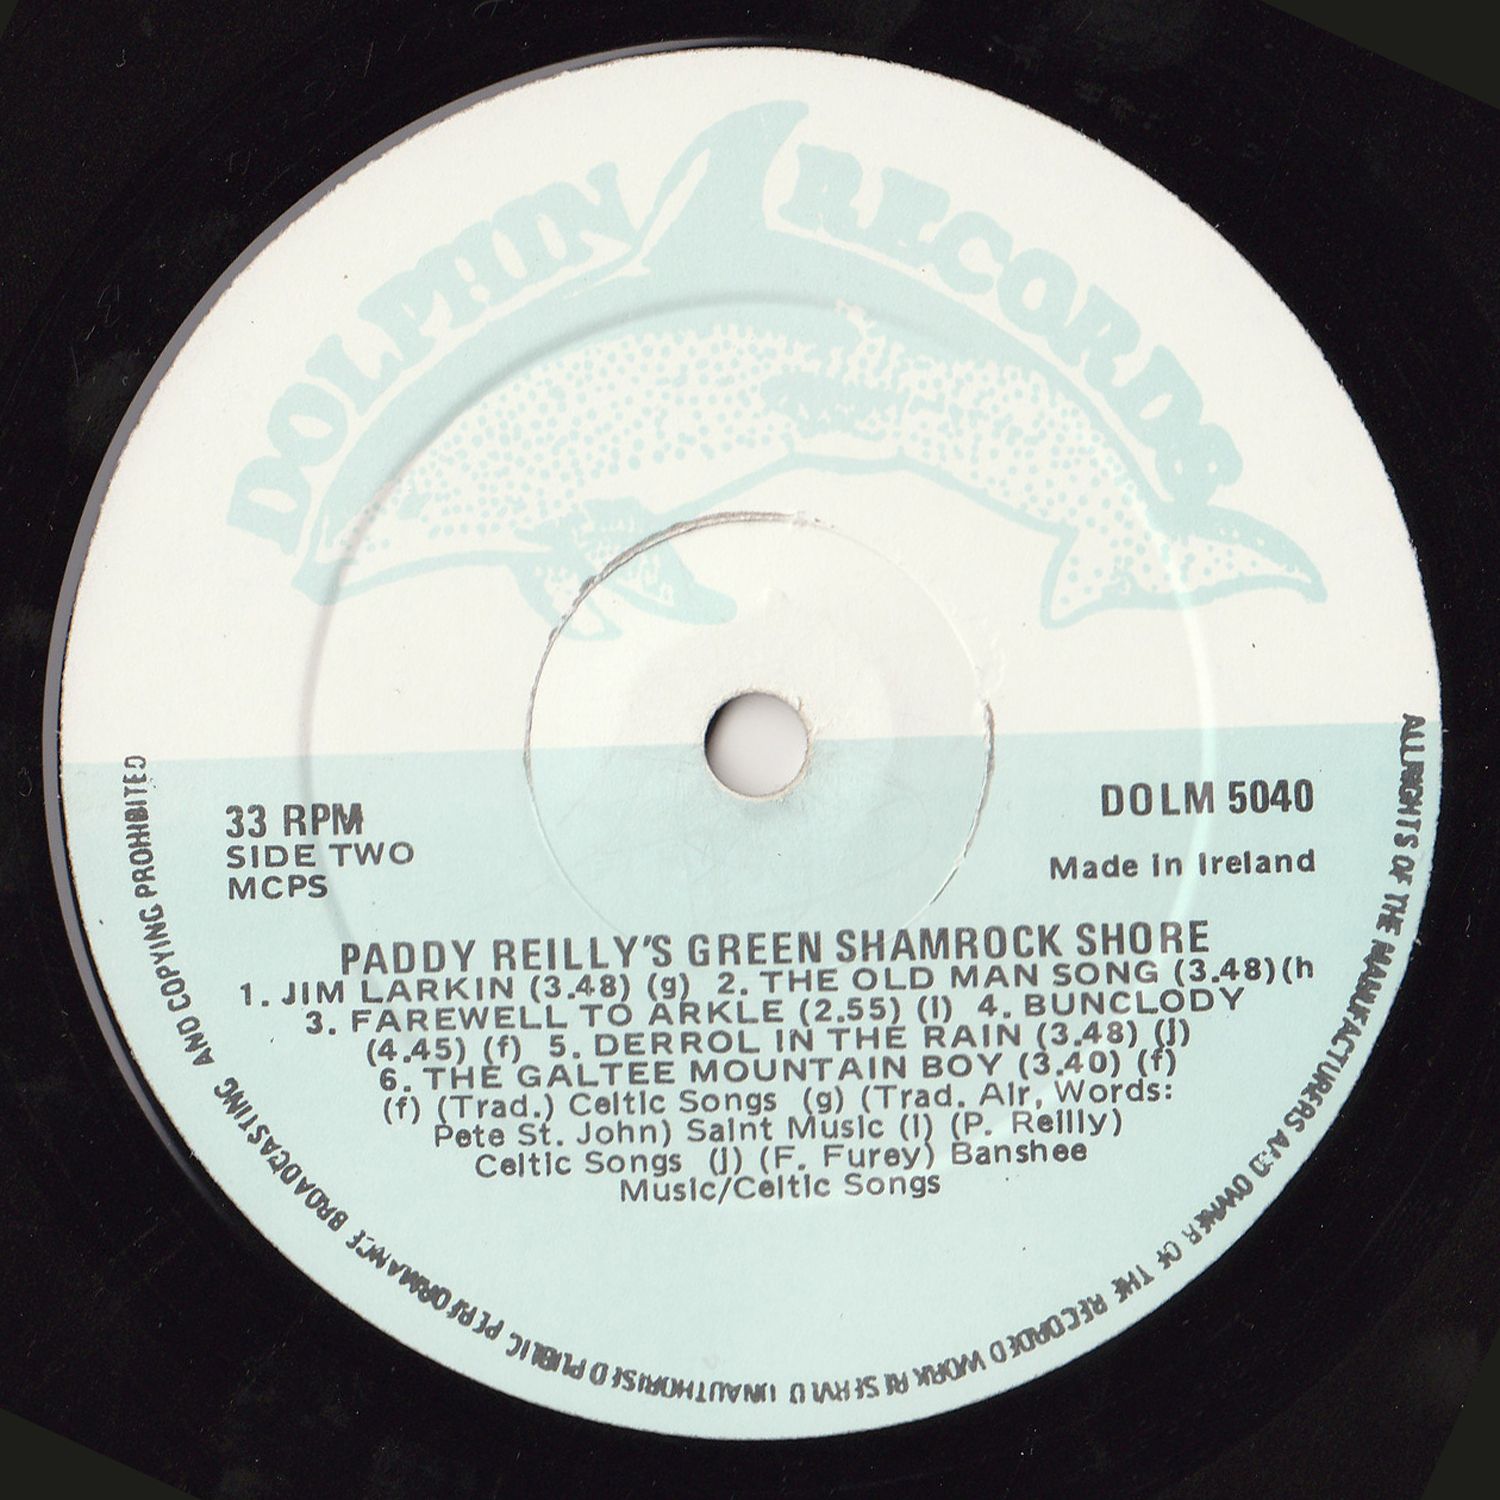 DOLPHIN RECORDS
33 RPM
SIDE TWO
MCPS
DOLM 5040
Made in Ireland
PADDY REILLY'S GREEN SHAMROCK SHORE
1. JIM LARKIN (3.48) (g) 2. THE OLD MAN SONG (3.48)(h
3. FAREWELL TO ARKLE (2.55) (i) 4. BUNCLODY
(4.45) (f) 5. DERROL IN THE RAIN (3.48) (j)
6. THE GALTEE MOUNTAIN BOY (3.40) (f)
(f) (Trad.) Celtic Songs (g) (Trad. Air, Words:
Pete St. John) Saint Music (i) (P. Reilly)
Celtic Songs (j) (F. Furey) Banshee
Music/Celtic Songs
ALL RIGHTS OF THE MANUFACTURERS AND OWNER OF THE RECORDED WORK RESERVED UNAUTHORISED PUBLIC PERFORMANCE BROADCASTING AND COPYING PROHIBITED